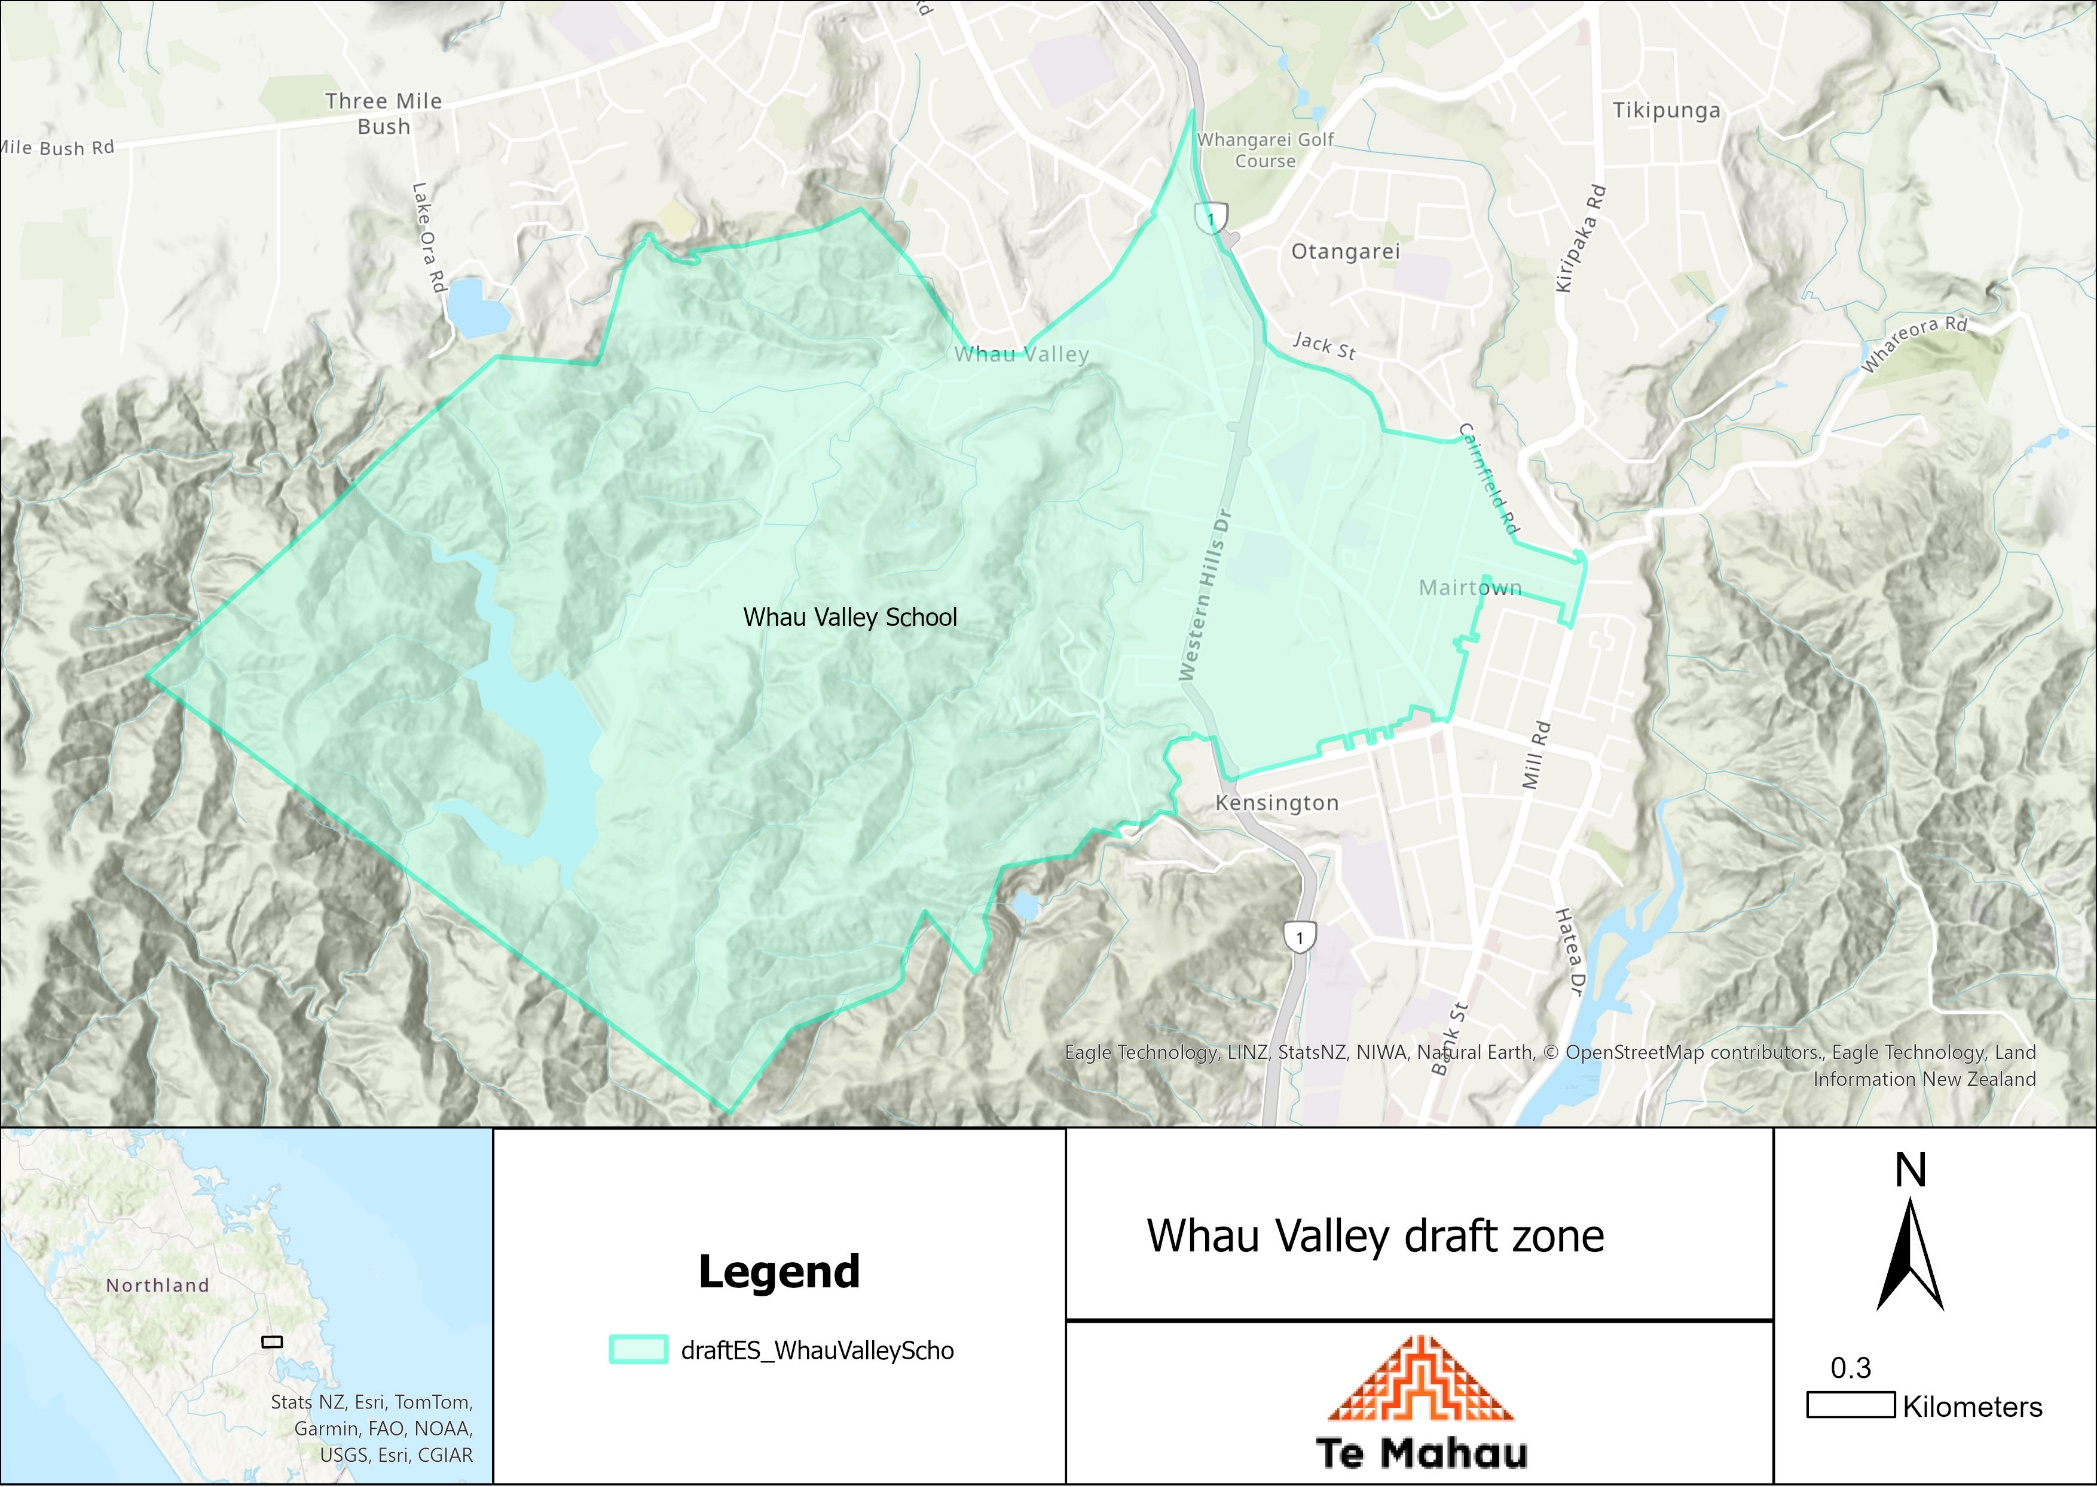 Three Mile
Bush
Mile Bush Rd
Lake Ora Rd
Rd
Whangarei Golf
Course
Tikipunga
1
Otangarei
Kiripaka Rd
Jack St
Whareora Rd
Whau Valley
Cairnfield Rd
Mairtown
Whau Valley School
Western Hills Dr
Mill Rd
Kensington
1
Hatea Dr
Bank St
Eagle Technology, LINZ, StatsNZ, NIWA, Natural Earth, © OpenStreetMap contributors., Eagle Technology, Land
Information New Zealand
Northland
Stats NZ, Esri, TomTom,
Garmin, FAO, NOAA,
USGS, Esri, CGIAR
Legend
draftES_WhauValleyScho
Whau Valley draft zone
Te Mahau
N
0.3
Kilometers